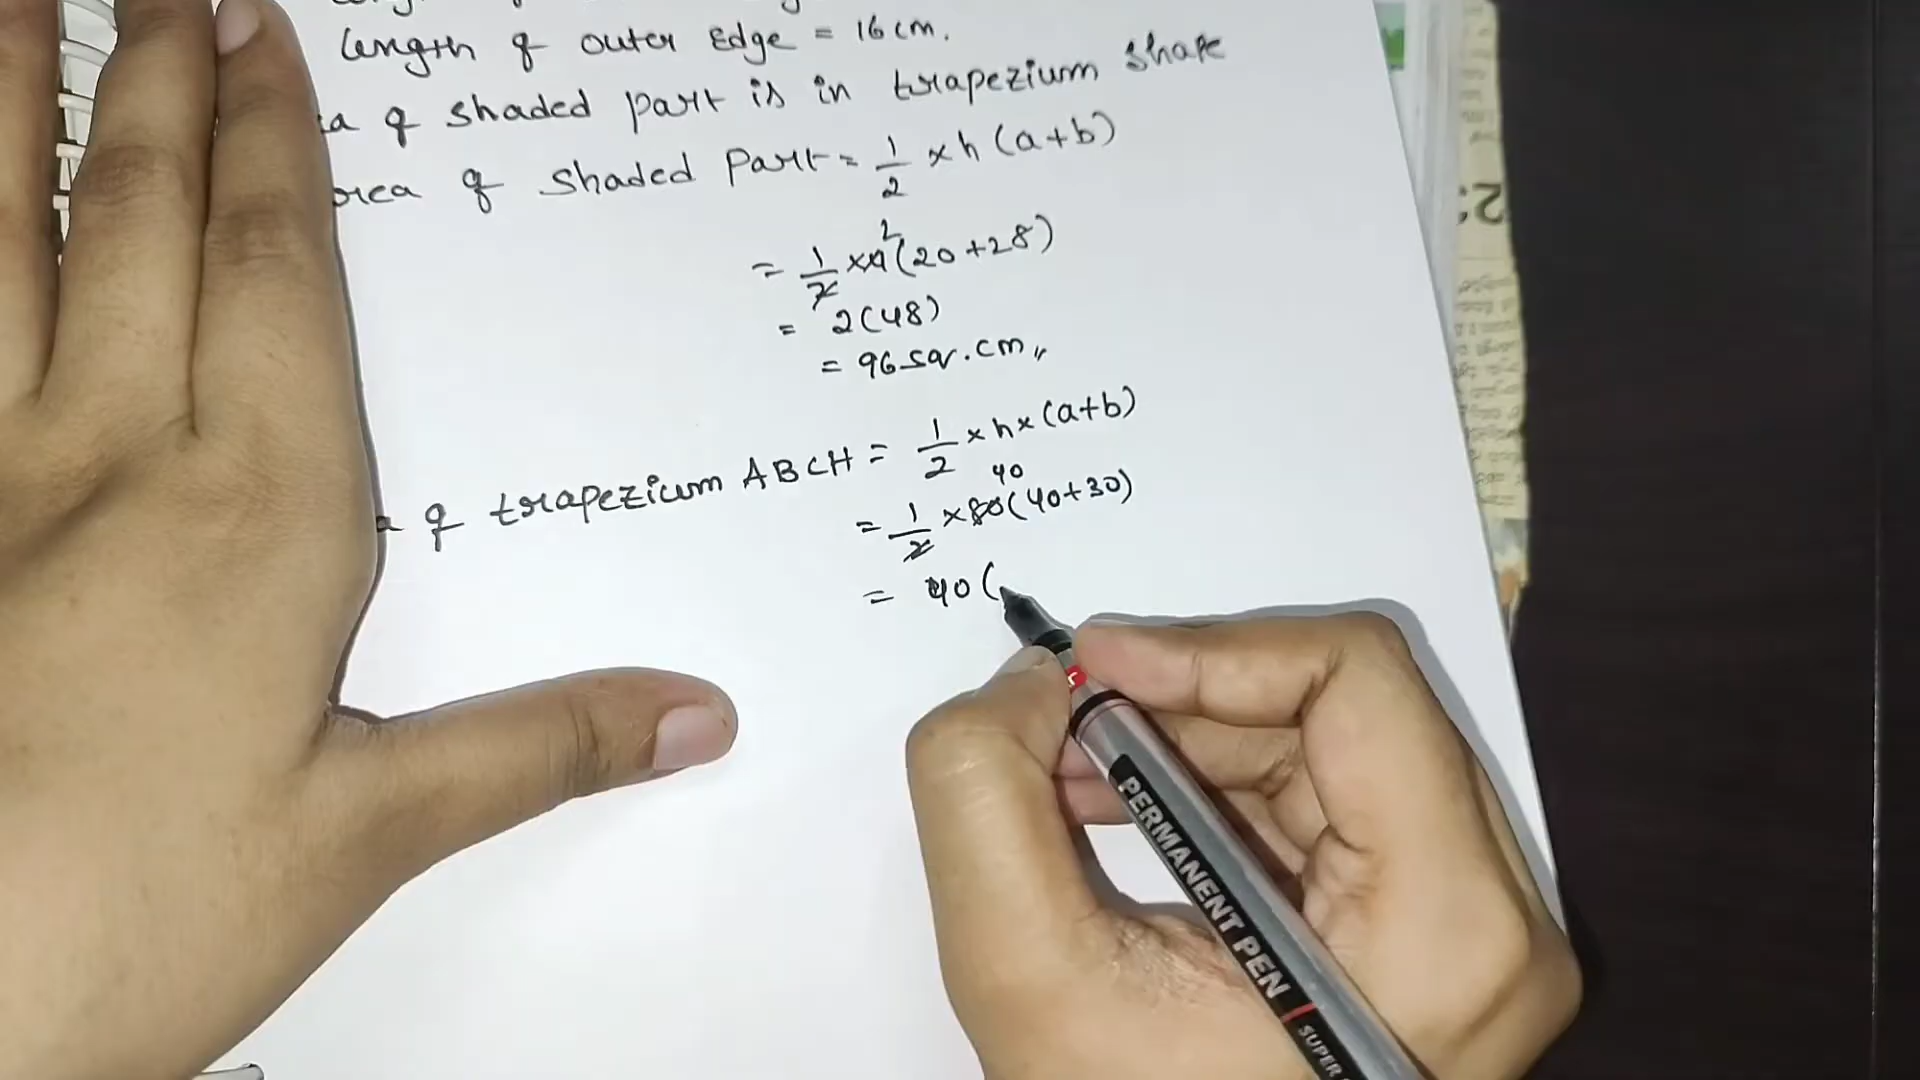 length of outer Edge = 16cm.
a of shaded part is in trapezium shape
rea of shaded Part = 1/2 × h (a+b)
= 1/2 × 4 2 (20+28)
= 2(48)
= 96 sq.cm,,
a of trapezium ABCH = 1/2 × h × (a+b)
= 1/2 × 80 40 (40+30)
= 40 (
PERMANENT PEN
SUPER